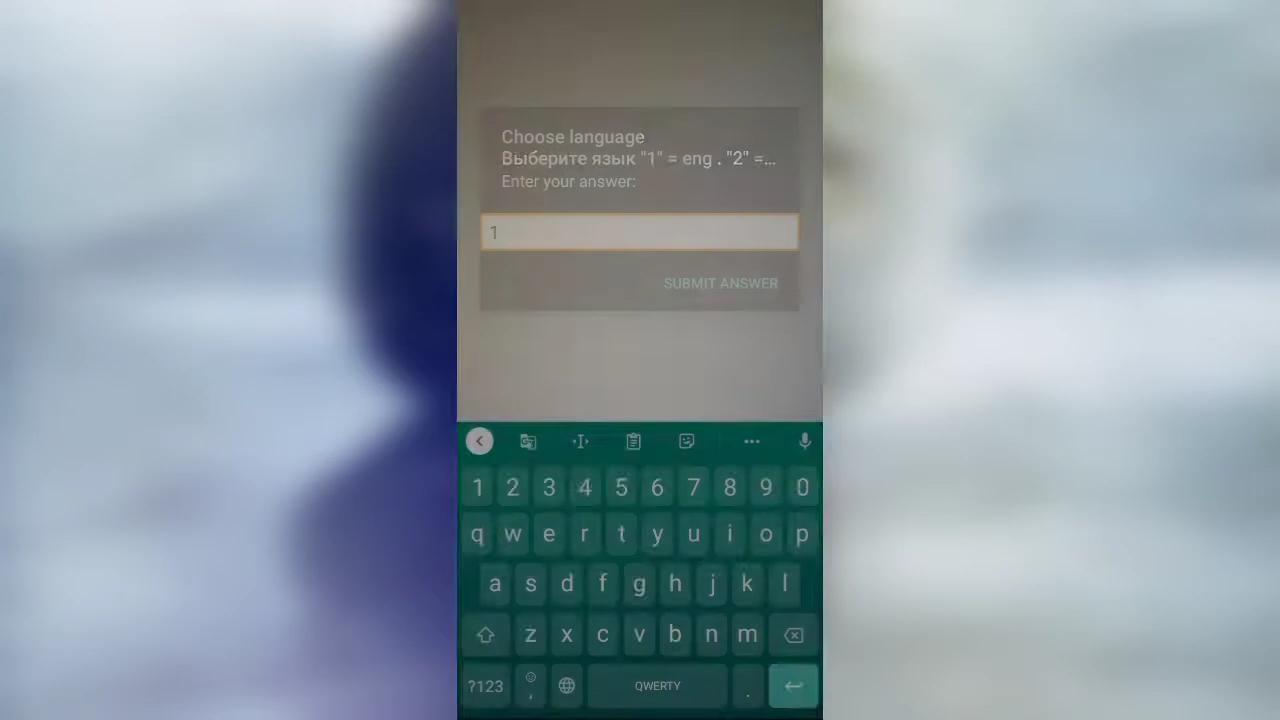 Choose language
Выберите язык "1" = eng . "2" =…
Enter your answer:
1
SUBMIT ANSWER
1 2 3 4 5 6 7 8 9 0
q w e r t y u i o p
a s d f g h j k l
z x c v b n m
?123 , QWERTY .